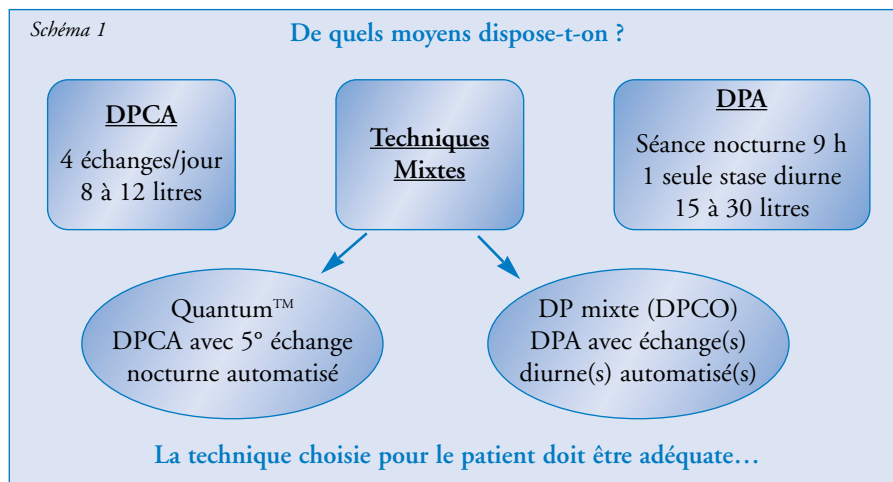 Schéma 1
De quels moyens dispose-t-on ?
DPCA
4 échanges/jour
8 à 12 litres
Techniques
Mixtes
DPA
Séance nocturne 9 h
1 seule stase diurne
15 à 30 litres
Quantum™
DPCA avec 5° échange
nocturne automatisé
DP mixte (DPCO)
DPA avec échange(s)
diurne(s) automatisé(s)
La technique choisie pour le patient doit être adéquate…